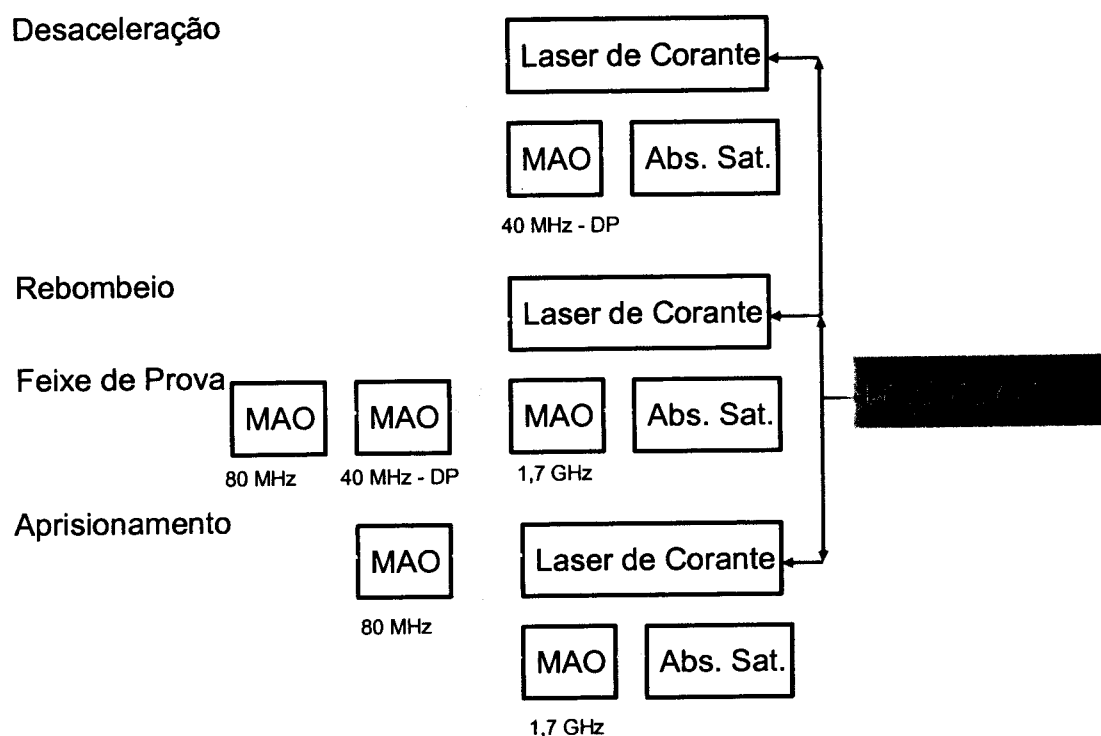 Desaceleração
Laser de Corante
MAO Abs. Sat.
40 MHz - DP
Rebombeio
Laser de Corante
Feixe de Prova
MAO MAO MAO Abs. Sat.
80 MHz 40 MHz - DP 1,7 GHz
Aprisionamento
MAO Laser de Corante
80 MHz
MAO Abs. Sat.
1,7 GHz